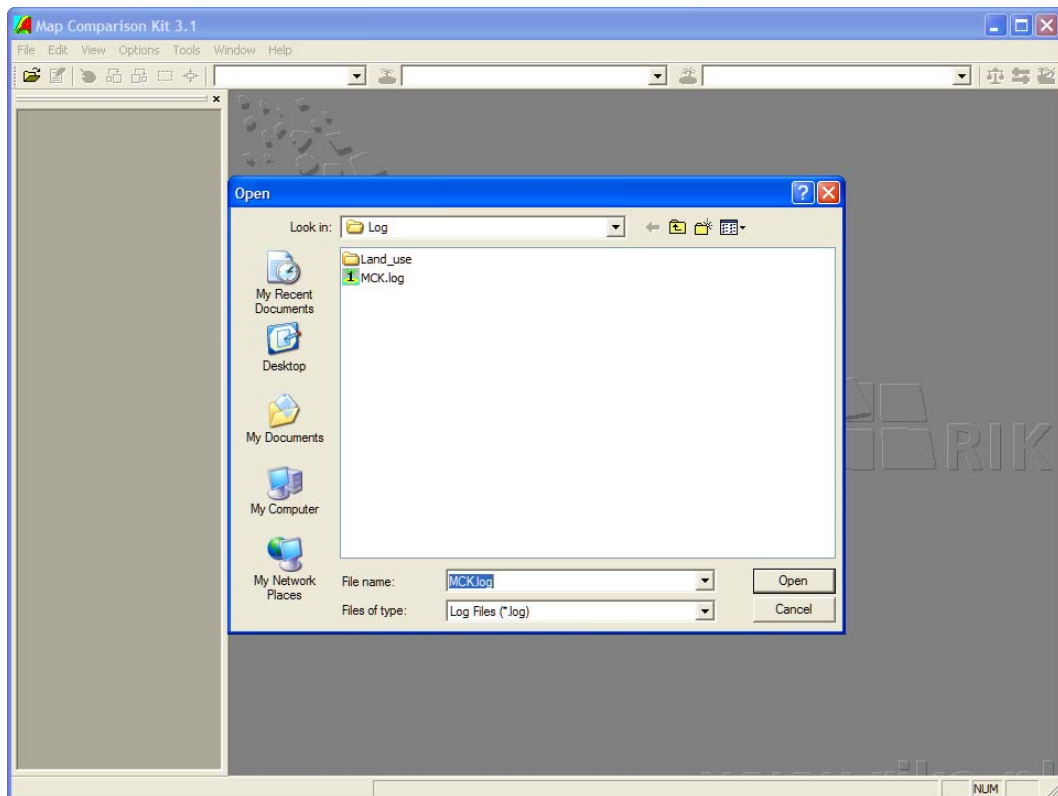 Map Comparison Kit 3.1
File Edit View Options Tools Window Help
Open
Look in: Log
Land_use
1 MCK.log
My Recent
Documents
Desktop
My Documents
My Computer
My Network
Places
File name: MCK.log Open
Files of type: Log Files (*.log) Cancel
RIK
NUM